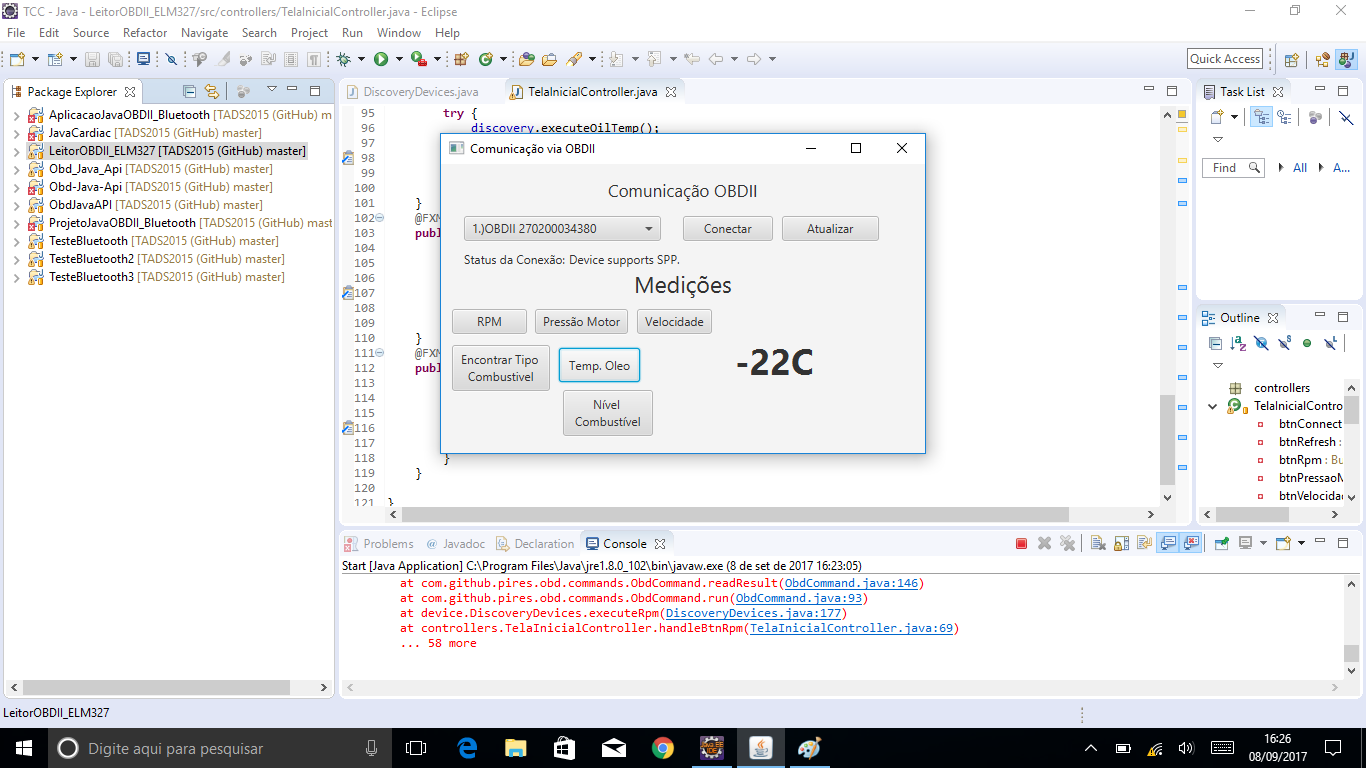 TCC - Java - LeitorOBDII_ELM327/src/controllers/TelaInicialController.java - Eclipse
File Edit Source Refactor Navigate Search Project Run Window Help
Quick Access
Package Explorer
AplicacaoJavaOBDII_Bluetooth [TADS2015 (GitHub) m
JavaCardiac [TADS2015 (GitHub) master]
LeitorOBDII_ELM327 [TADS2015 (GitHub) master]
Obd_Java_Api [TADS2015 (GitHub) master]
Obd-Java-Api [TADS2015 (GitHub) master]
ObdJavaAPI [TADS2015 (GitHub) master]
ProjetoJavaOBDII_Bluetooth [TADS2015 (GitHub) mast
TesteBluetooth [TADS2015 (GitHub) master]
TesteBluetooth2 [TADS2015 (GitHub) master]
TesteBluetooth3 [TADS2015 (GitHub) master]
DiscoveryDevices.java TelaInicialController.java
95 try {
96 discovery.executeOilTemp();
97
98
99
100
101 }
102 @FXM
103 publ
104
105
106
107
108
109
110 }
111 @FXM
112 publ
113
114
115
116
117
118 }
119 }
120
121 }
Comunicação via OBDII
Comunicação OBDII
1.)OBDII 270200034380 Conectar Atualizar
Status da Conexão: Device supports SPP.
Medições
RPM Pressão Motor Velocidade
Encontrar Tipo
Combustivel
Temp. Oleo
-22C
Nível
Combustível
Task List
Find All A...
Outline
controllers
TelaInicialContro
btnConnect
btnRefresh :
btnRpm : Bu
btnPressaoM
btnVelocidad
Problems Javadoc Declaration Console
Start [Java Application] C:\Program Files\Java\jre1.8.0_102\bin\javaw.exe (8 de set de 2017 16:23:05)
at com.github.pires.obd.commands.ObdCommand.readResult(ObdCommand.java:146)
at com.github.pires.obd.commands.ObdCommand.run(ObdCommand.java:93)
at device.DiscoveryDevices.executeRpm(DiscoveryDevices.java:177)
at controllers.TelaInicialController.handleBtnRpm(TelaInicialController.java:69)
... 58 more
LeitorOBDII_ELM327
Digite aqui para pesquisar
16:26
08/09/2017